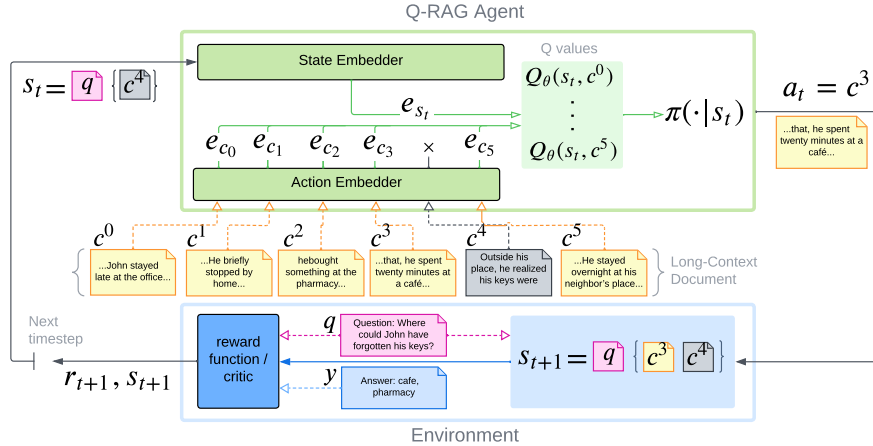 Q-RAG Agent
State Embedder
Q values
s_t = q { c^4 }
Q_θ(s_t, c^0)
a_t = c^3
e_{s_t}
⋮
π(·|s_t)
...that, he spent
twenty minutes at a
café...
e_{c_0} e_{c_1} e_{c_2} e_{c_3} × e_{c_5}
Q_θ(s_t, c^5)
Action Embedder
c^0 c^1 c^2 c^3 c^4 c^5
...John stayed
late at the office...
...He briefly
stopped by
home...
hebought
something at the
pharmacy...
...that, he spent
twenty minutes at
a café...
Outside his
place, he realized
his keys were
...He stayed
overnight at his
neighbor's place...
Long-Context
Document
Next
timestep
r_{t+1}, s_{t+1}
reward
function /
critic
q
Question: Where
could John have
forgotten his keys?
y
Answer: cafe,
pharmacy
s_{t+1} = q { c^3 c^4 }
Environment